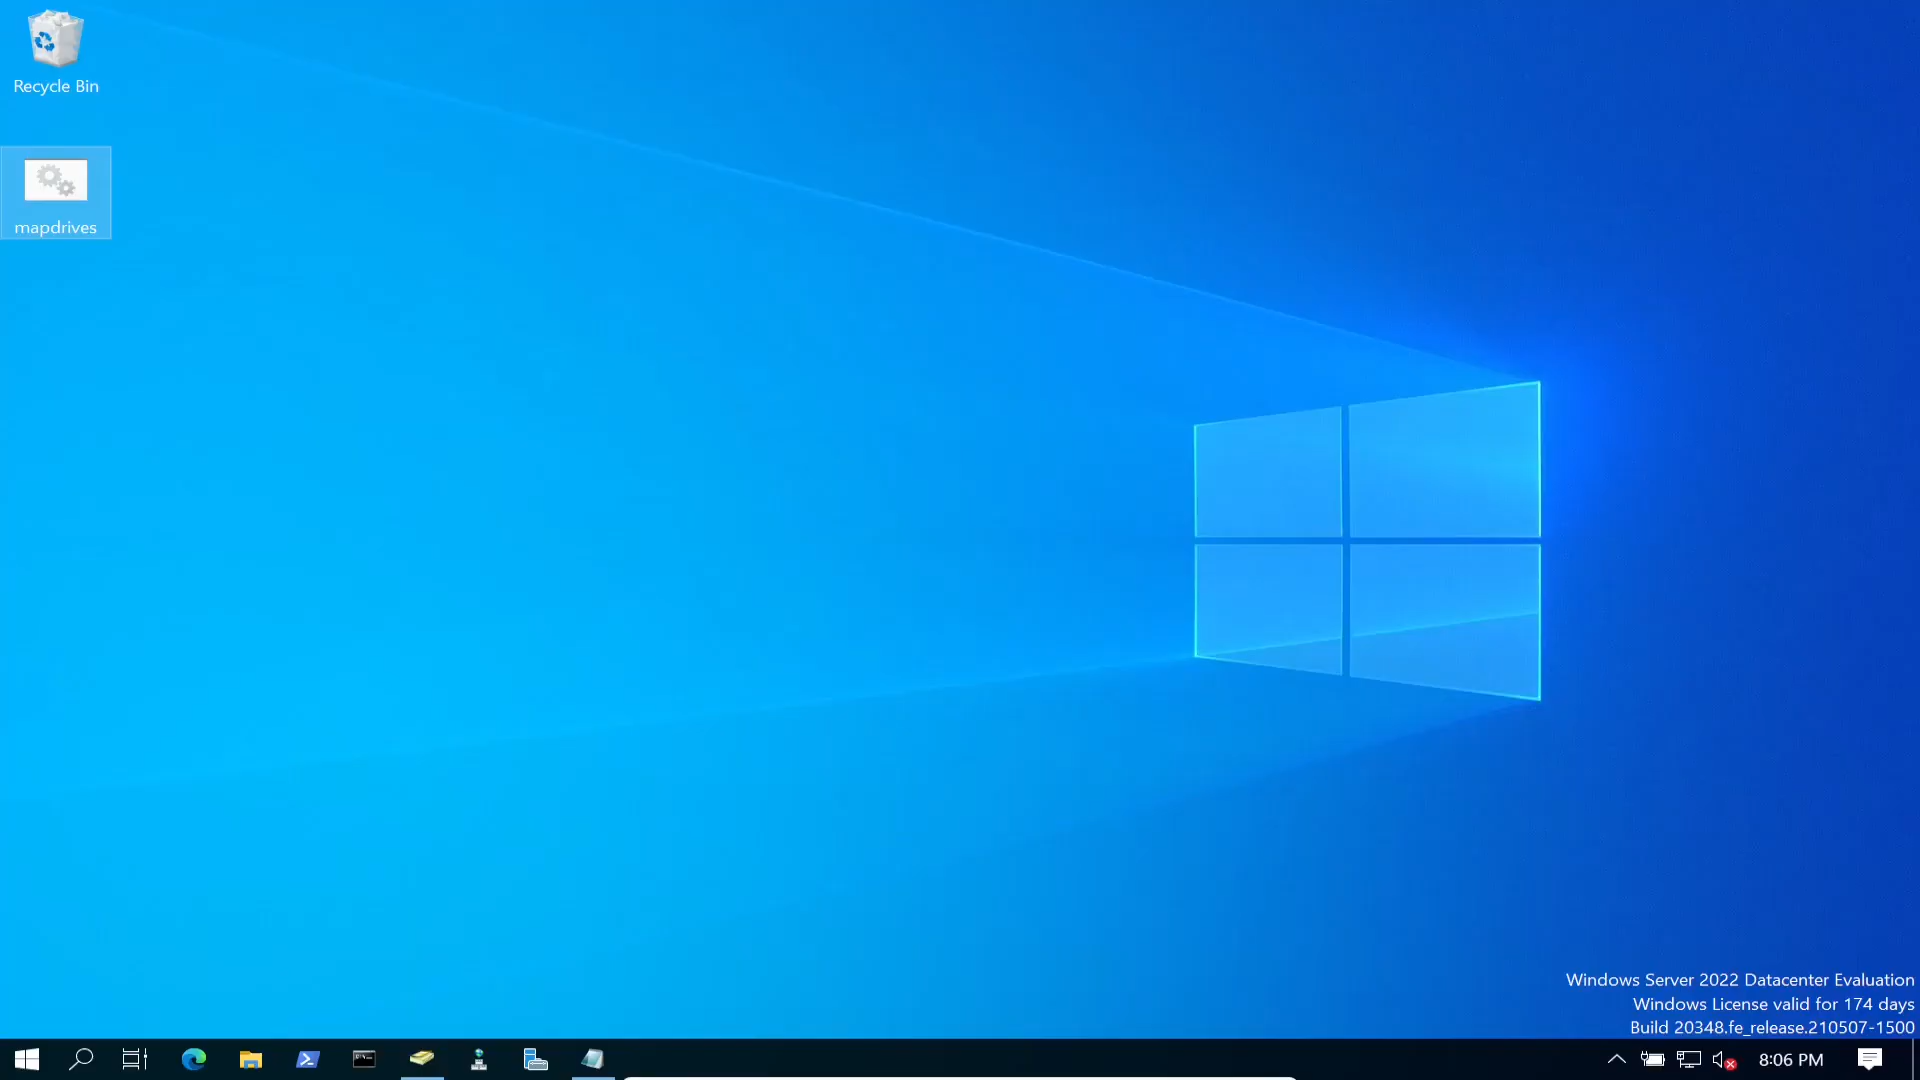 Recycle Bin
mapdrives
Windows Server 2022 Datacenter Evaluation
Windows License valid for 174 days
Build 20348.fe_release.210507-1500
8:06 PM